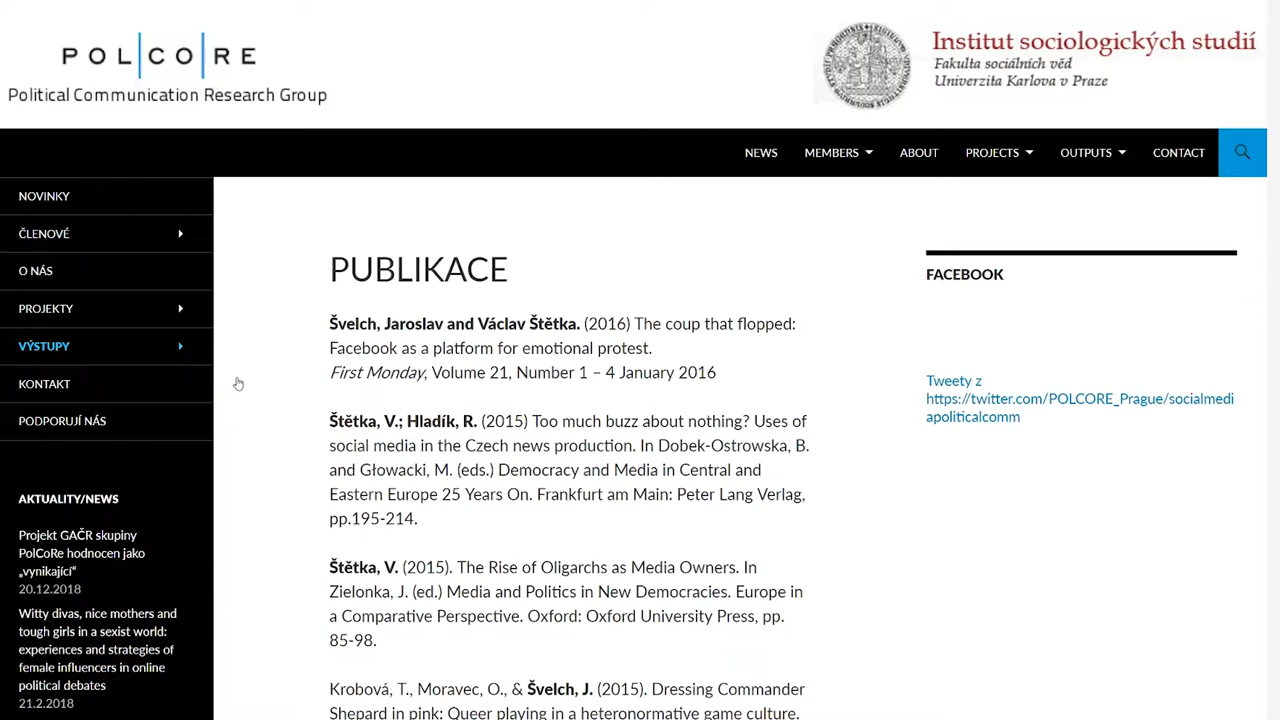 POLCORE
Political Communication Research Group
Institut sociologických studií
Fakulta sociálních věd
Univerzita Karlova v Praze
NEWS MEMBERS ABOUT PROJECTS OUTPUTS CONTACT
NOVINKY
ČLENOVÉ
O NÁS
PROJEKTY
VÝSTUPY
KONTAKT
PODPORUJÍ NÁS
AKTUALITY/NEWS
Projekt GAČR skupiny
PolCoRe hodnocen jako
„vynikající“
20.12.2018
Witty divas, nice mothers and
tough girls in a sexist world:
experiences and strategies of
female influencers in online
political debates
21.2.2018
PUBLIKACE
Švelch, Jaroslav and Václav Štětka. (2016) The coup that flopped:
Facebook as a platform for emotional protest.
First Monday, Volume 21, Number 1 – 4 January 2016
Štětka, V.; Hladík, R. (2015) Too much buzz about nothing? Uses of
social media in the Czech news production. In Dobek-Ostrowska, B.
and Głowacki, M. (eds.) Democracy and Media in Central and
Eastern Europe 25 Years On. Frankfurt am Main: Peter Lang Verlag,
pp.195-214.
Štětka, V. (2015). The Rise of Oligarchs as Media Owners. In
Zielonka, J. (ed.) Media and Politics in New Democracies. Europe in
a Comparative Perspective. Oxford: Oxford University Press, pp.
85-98.
Krobová, T., Moravec, O., & Švelch, J. (2015). Dressing Commander
Shepard in pink: Queer playing in a heteronormative game culture.
FACEBOOK
Tweety z
https://twitter.com/POLCORE_Prague/socialmedi
apoliticalcomm